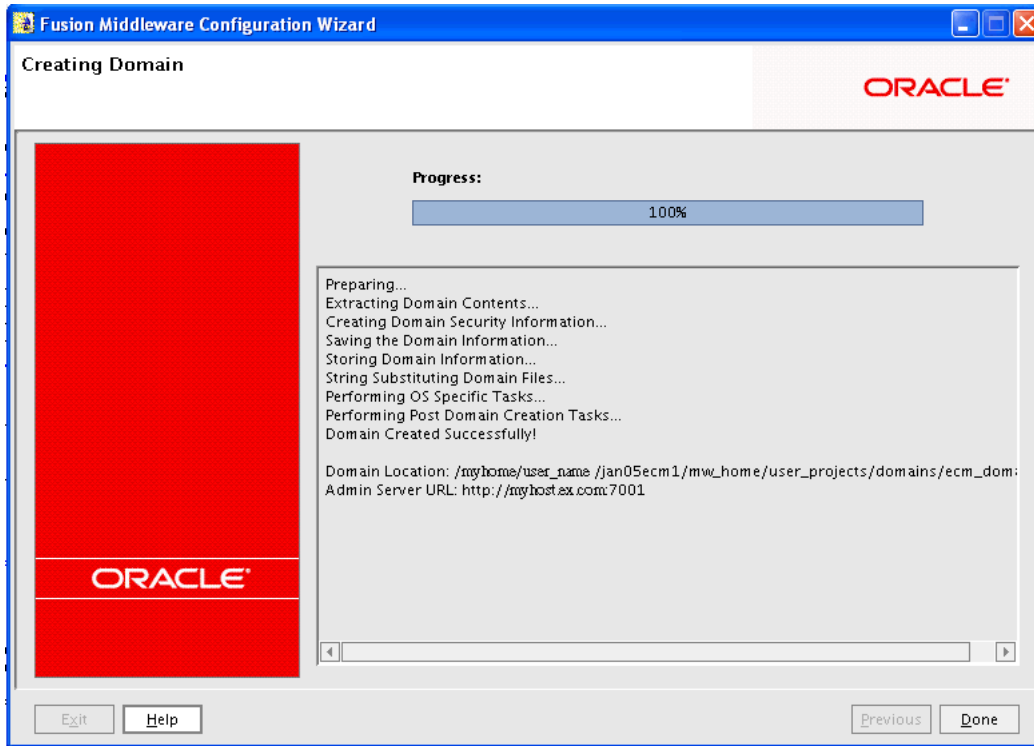 Fusion Middleware Configuration Wizard
Creating Domain
ORACLE
Progress:
100%
Preparing...
Extracting Domain Contents...
Creating Domain Security Information...
Saving the Domain Information...
Storing Domain Information...
String Substituting Domain Files...
Performing OS Specific Tasks...
Performing Post Domain Creation Tasks...
Domain Created Successfully!
Domain Location: /myhome/user_name /jan05ecm1/mw_home/user_projects/domains/ecm_doma
Admin Server URL: http://myhost.ex.com:7001
ORACLE
Exit Help Previous Done